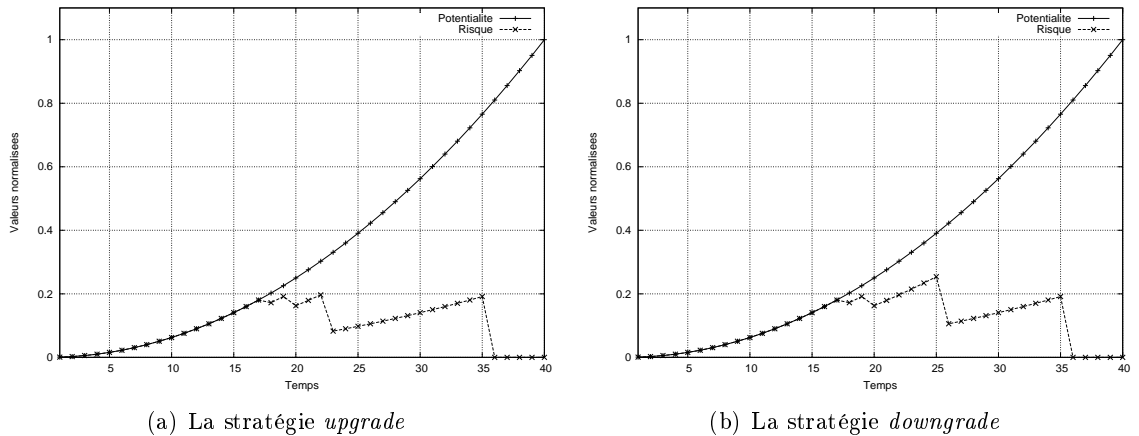 Potentialite
Risque
1
0.8
0.6
0.4
0.2
0
Valeurs normalisees
5 10 15 20 25 30 35 40
Temps
(a) La stratégie upgrade
Potentialite
Risque
1
0.8
0.6
0.4
0.2
0
Valeurs normalisees
5 10 15 20 25 30 35 40
Temps
(b) La stratégie downgrade